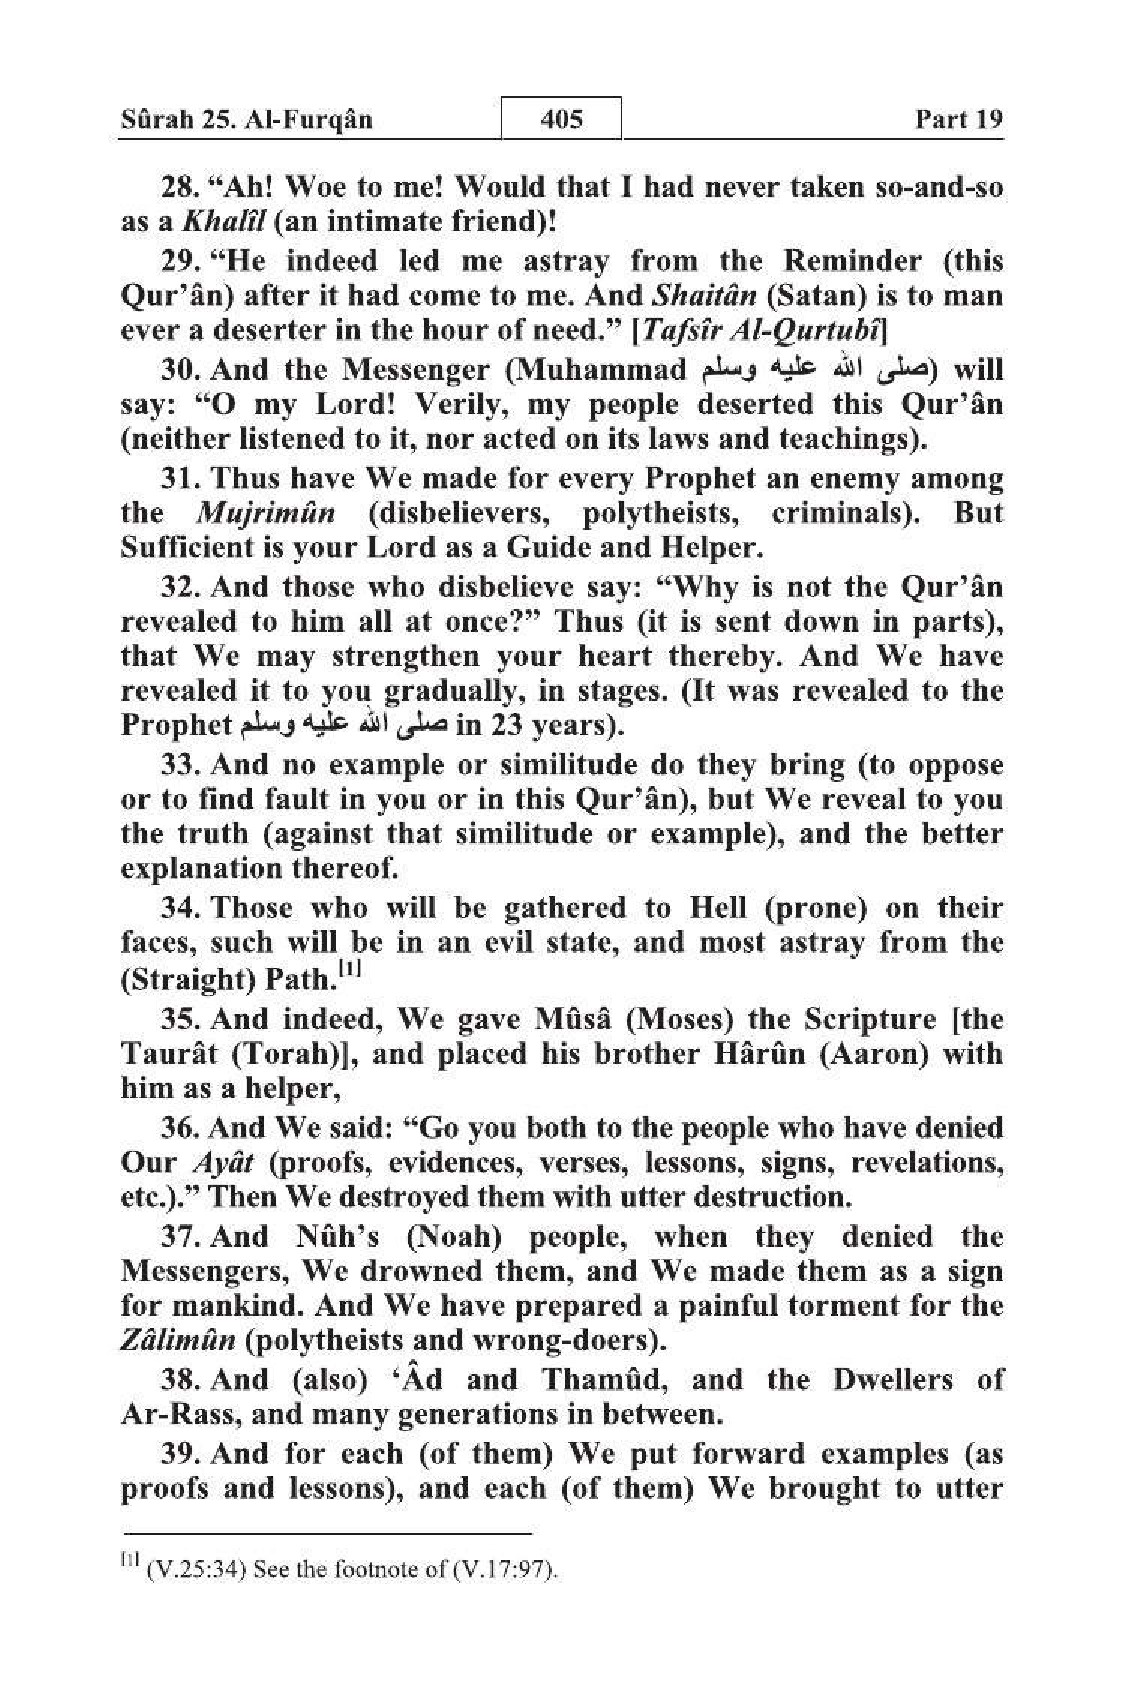 Sûrah 25. Al-Furqân 405 Part 19
28. “Ah! Woe to me! Would that I had never taken so-and-so
as a Khalîl (an intimate friend)!
29. “He indeed led me astray from the Reminder (this
Qur’ân) after it had come to me. And Shaitân (Satan) is to man
ever a deserter in the hour of need.” [Tafsîr Al-Qurtubî]
30. And the Messenger (Muhammad صلى الله عليه وسلم) will
say: “O my Lord! Verily, my people deserted this Qur’ân
(neither listened to it, nor acted on its laws and teachings).
31. Thus have We made for every Prophet an enemy among
the Mujrimûn (disbelievers, polytheists, criminals). But
Sufficient is your Lord as a Guide and Helper.
32. And those who disbelieve say: “Why is not the Qur’ân
revealed to him all at once?” Thus (it is sent down in parts),
that We may strengthen your heart thereby. And We have
revealed it to you gradually, in stages. (It was revealed to the
Prophet صلى الله عليه وسلم in 23 years).
33. And no example or similitude do they bring (to oppose
or to find fault in you or in this Qur’ân), but We reveal to you
the truth (against that similitude or example), and the better
explanation thereof.
34. Those who will be gathered to Hell (prone) on their
faces, such will be in an evil state, and most astray from the
(Straight) Path.[1]
35. And indeed, We gave Mûsâ (Moses) the Scripture [the
Taurât (Torah)], and placed his brother Hârûn (Aaron) with
him as a helper,
36. And We said: “Go you both to the people who have denied
Our Ayât (proofs, evidences, verses, lessons, signs, revelations,
etc.).” Then We destroyed them with utter destruction.
37. And Nûh’s (Noah) people, when they denied the
Messengers, We drowned them, and We made them as a sign
for mankind. And We have prepared a painful torment for the
Zâlimûn (polytheists and wrong-doers).
38. And (also) ‘Âd and Thamûd, and the Dwellers of
Ar-Rass, and many generations in between.
39. And for each (of them) We put forward examples (as
proofs and lessons), and each (of them) We brought to utter
[1] (V.25:34) See the footnote of (V.17:97).